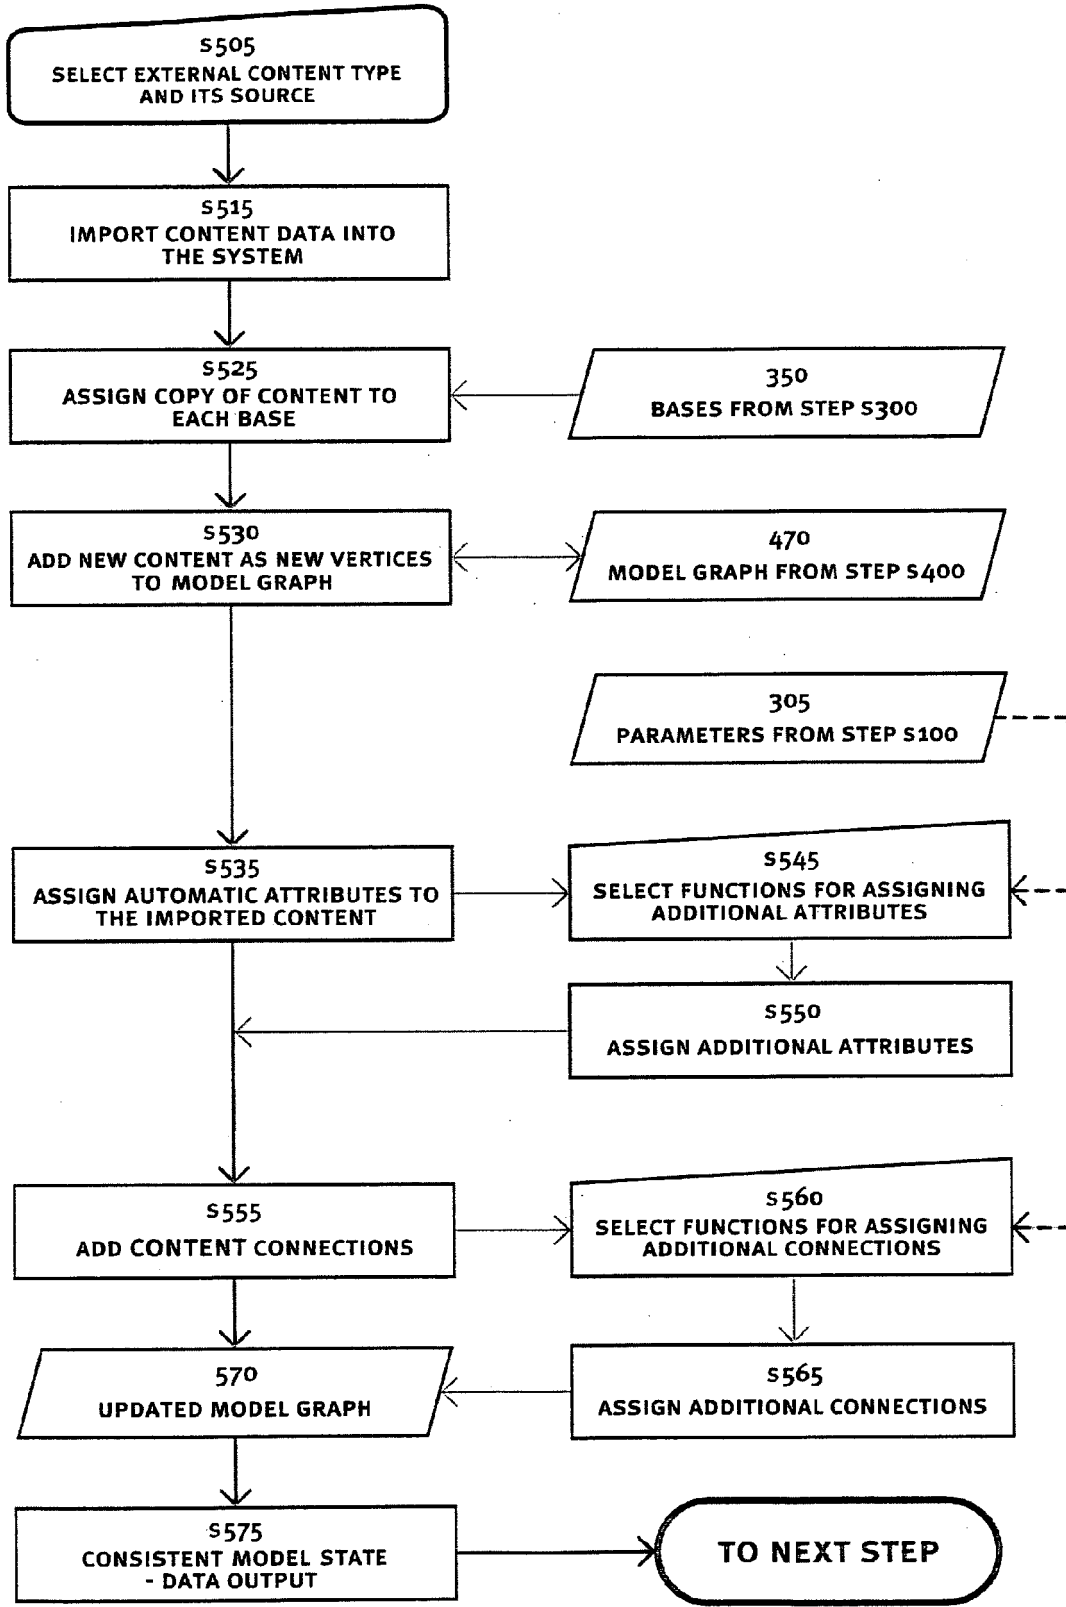 S505
SELECT EXTERNAL CONTENT TYPE
AND ITS SOURCE
S515
IMPORT CONTENT DATA INTO
THE SYSTEM
S525
ASSIGN COPY OF CONTENT TO
EACH BASE
350
BASES FROM STEP S300
S530
ADD NEW CONTENT AS NEW VERTICES
TO MODEL GRAPH
470
MODEL GRAPH FROM STEP S400
305
PARAMETERS FROM STEP S100
S535
ASSIGN AUTOMATIC ATTRIBUTES TO
THE IMPORTED CONTENT
S545
SELECT FUNCTIONS FOR ASSIGNING
ADDITIONAL ATTRIBUTES
S550
ASSIGN ADDITIONAL ATTRIBUTES
S555
ADD CONTENT CONNECTIONS
S560
SELECT FUNCTIONS FOR ASSIGNING
ADDITIONAL CONNECTIONS
570
UPDATED MODEL GRAPH
S565
ASSIGN ADDITIONAL CONNECTIONS
S575
CONSISTENT MODEL STATE
- DATA OUTPUT
TO NEXT STEP